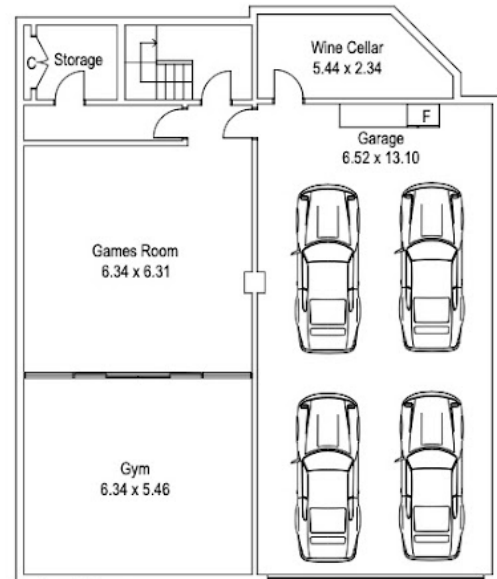 C
Storage
Wine Cellar
5.44 x 2.34
F
Garage
6.52 x 13.10
Games Room
6.34 x 6.31
Gym
6.34 x 5.46